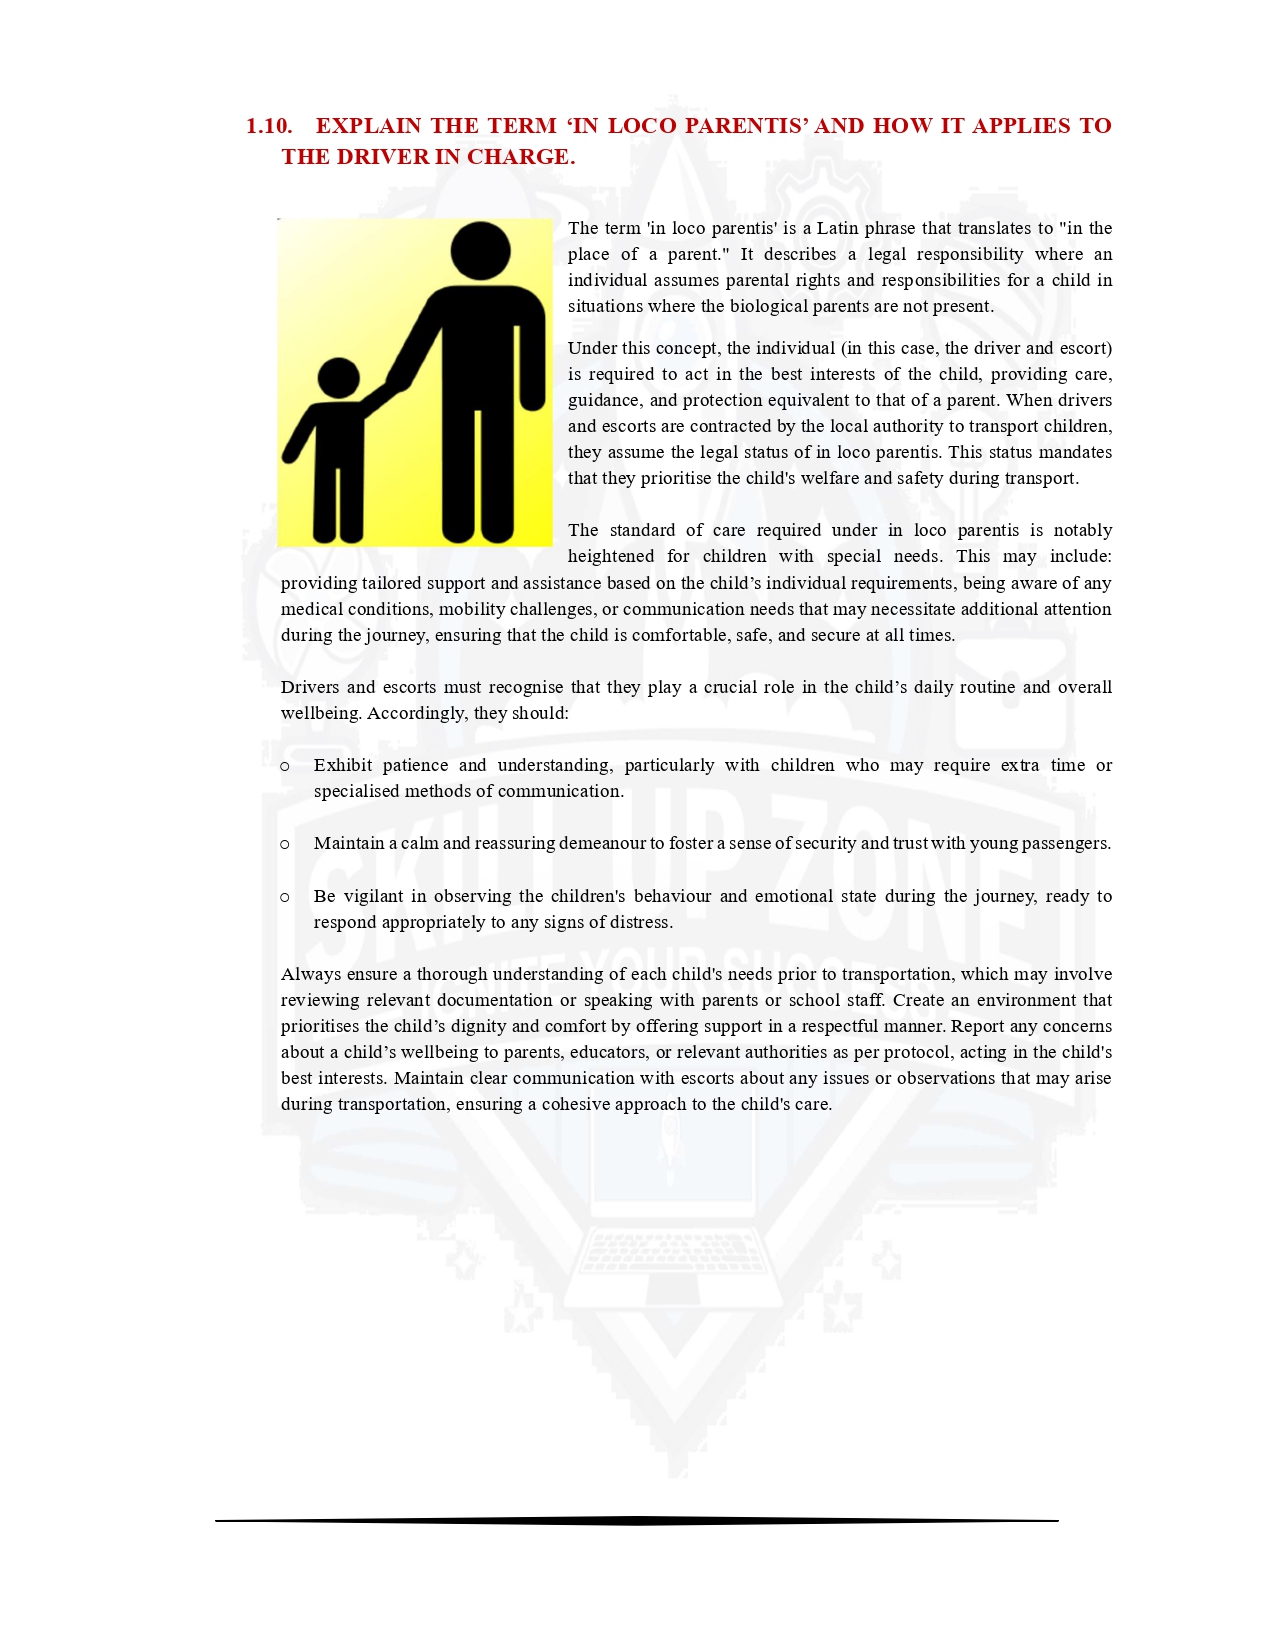 1.10. EXPLAIN THE TERM ‘IN LOCO PARENTIS’ AND HOW IT APPLIES TO
THE DRIVER IN CHARGE.
The term 'in loco parentis' is a Latin phrase that translates to "in the
place of a parent." It describes a legal responsibility where an
individual assumes parental rights and responsibilities for a child in
situations where the biological parents are not present.
Under this concept, the individual (in this case, the driver and escort)
is required to act in the best interests of the child, providing care,
guidance, and protection equivalent to that of a parent. When drivers
and escorts are contracted by the local authority to transport children,
they assume the legal status of in loco parentis. This status mandates
that they prioritise the child's welfare and safety during transport.
The standard of care required under in loco parentis is notably
heightened for children with special needs. This may include:
providing tailored support and assistance based on the child’s individual requirements, being aware of any
medical conditions, mobility challenges, or communication needs that may necessitate additional attention
during the journey, ensuring that the child is comfortable, safe, and secure at all times.
Drivers and escorts must recognise that they play a crucial role in the child’s daily routine and overall
wellbeing. Accordingly, they should:
o Exhibit patience and understanding, particularly with children who may require extra time or
specialised methods of communication.
o Maintain a calm and reassuring demeanour to foster a sense of security and trust with young passengers.
o Be vigilant in observing the children's behaviour and emotional state during the journey, ready to
respond appropriately to any signs of distress.
Always ensure a thorough understanding of each child's needs prior to transportation, which may involve
reviewing relevant documentation or speaking with parents or school staff. Create an environment that
prioritises the child’s dignity and comfort by offering support in a respectful manner. Report any concerns
about a child’s wellbeing to parents, educators, or relevant authorities as per protocol, acting in the child's
best interests. Maintain clear communication with escorts about any issues or observations that may arise
during transportation, ensuring a cohesive approach to the child's care.
SKILL UP ZONE
IGNITE YOUR SUCCESS